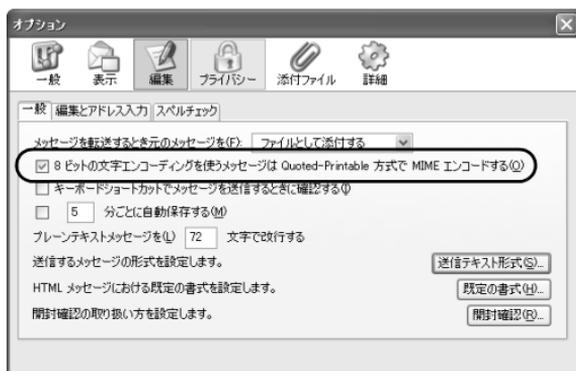 オプション
一般 表示 編集 プライバシー 添付ファイル 詳細
一般 編集とアドレス入力 スペルチェック
メッセージを転送するとき元のメッセージを(F): ファイルとして添付する
8 ビットの文字エンコーディングを使うメッセージは Quoted-Printable 方式で MIME エンコードする(Q)
キーボードショートカットでメッセージを送信するときに確認する(I)
5 分ごとに自動保存する(M)
プレーンテキストメッセージを(L) 72 文字で改行する
送信するメッセージの形式を設定します。 送信テキスト形式(S)...
HTML メッセージにおける既定の書式を設定します。 既定の書式(H)...
開封確認の取り扱い方を設定します。 開封確認(R)...